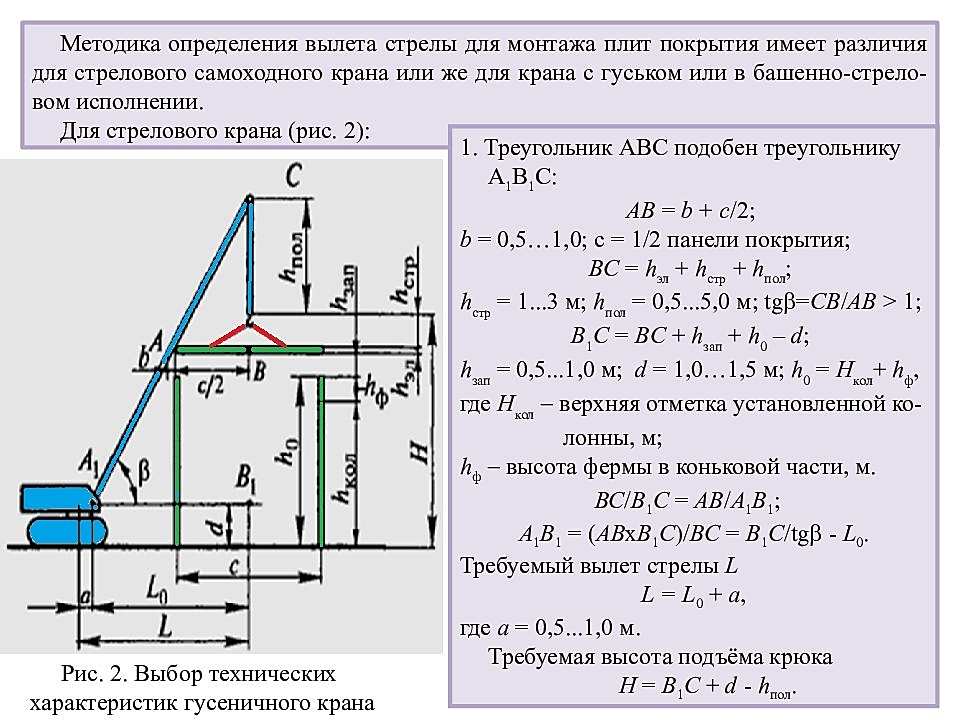 Методика определения вылета стрелы для монтажа плит покрытия имеет различия
для стрелового самоходного крана или же для крана с гуськом или в башенно-стрело-
вом исполнении.
Для стрелового крана (рис. 2):
1. Треугольник АВС подобен треугольнику
А₁В₁С:
AB = b + c/2;
b = 0,5…1,0; с = 1/2 панели покрытия;
BC = hэл + hстр + hпол;
hстр = 1...3 м; hпол = 0,5...5,0 м; tgβ=CB/AB > 1;
B₁C = BC + hзап + h₀ – d;
hзап = 0,5...1,0 м; d = 1,0…1,5 м; h₀ = Hкол+ hф,
где Hкол – верхняя отметка установленной ко-
лонны, м;
hф – высота фермы в коньковой части, м.
BC/B₁C = AB/A₁B₁;
A₁B₁ = (ABxB₁C)/BC = B₁C/tgβ - L₀.
Требуемый вылет стрелы L
L = L₀ + a,
где a = 0,5...1,0 м.
Требуемая высота подъёма крюка
H = B₁C + d - hпол.
C
hпол
hзап
hстр
A
b
c/2
B
hэл
hф
A₁
β
B₁
h₀
hкол
H
d
c
a
L₀
L
Рис. 2. Выбор технических
характеристик гусеничного крана